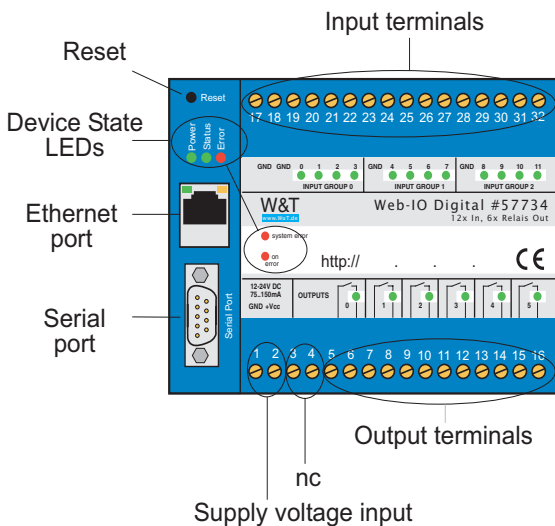 Input terminals
Reset
Reset
17 18 19 20 21 22 23 24 25 26 27 28 29 30 31 32
Device State
LEDs
Power
Status
Error
GND GND 0 1 2 3
GND 4 5 6 7
GND 8 9 10 11
INPUT GROUP 0
INPUT GROUP 1
INPUT GROUP 2
Ethernet
port
W&T
www.W&T.de
Web-IO Digital #57734
12x In, 6x Relais Out
system error
on
error
http:// . . .
CE
Serial
port
Serial Port
12-24V DC
75..150mA
GND +Vcc
OUTPUTS
0 1 2 3 4 5
1 2 3 4 5 6 7 8 9 10 11 12 13 14 15 16
Output terminals
nc
Supply voltage input